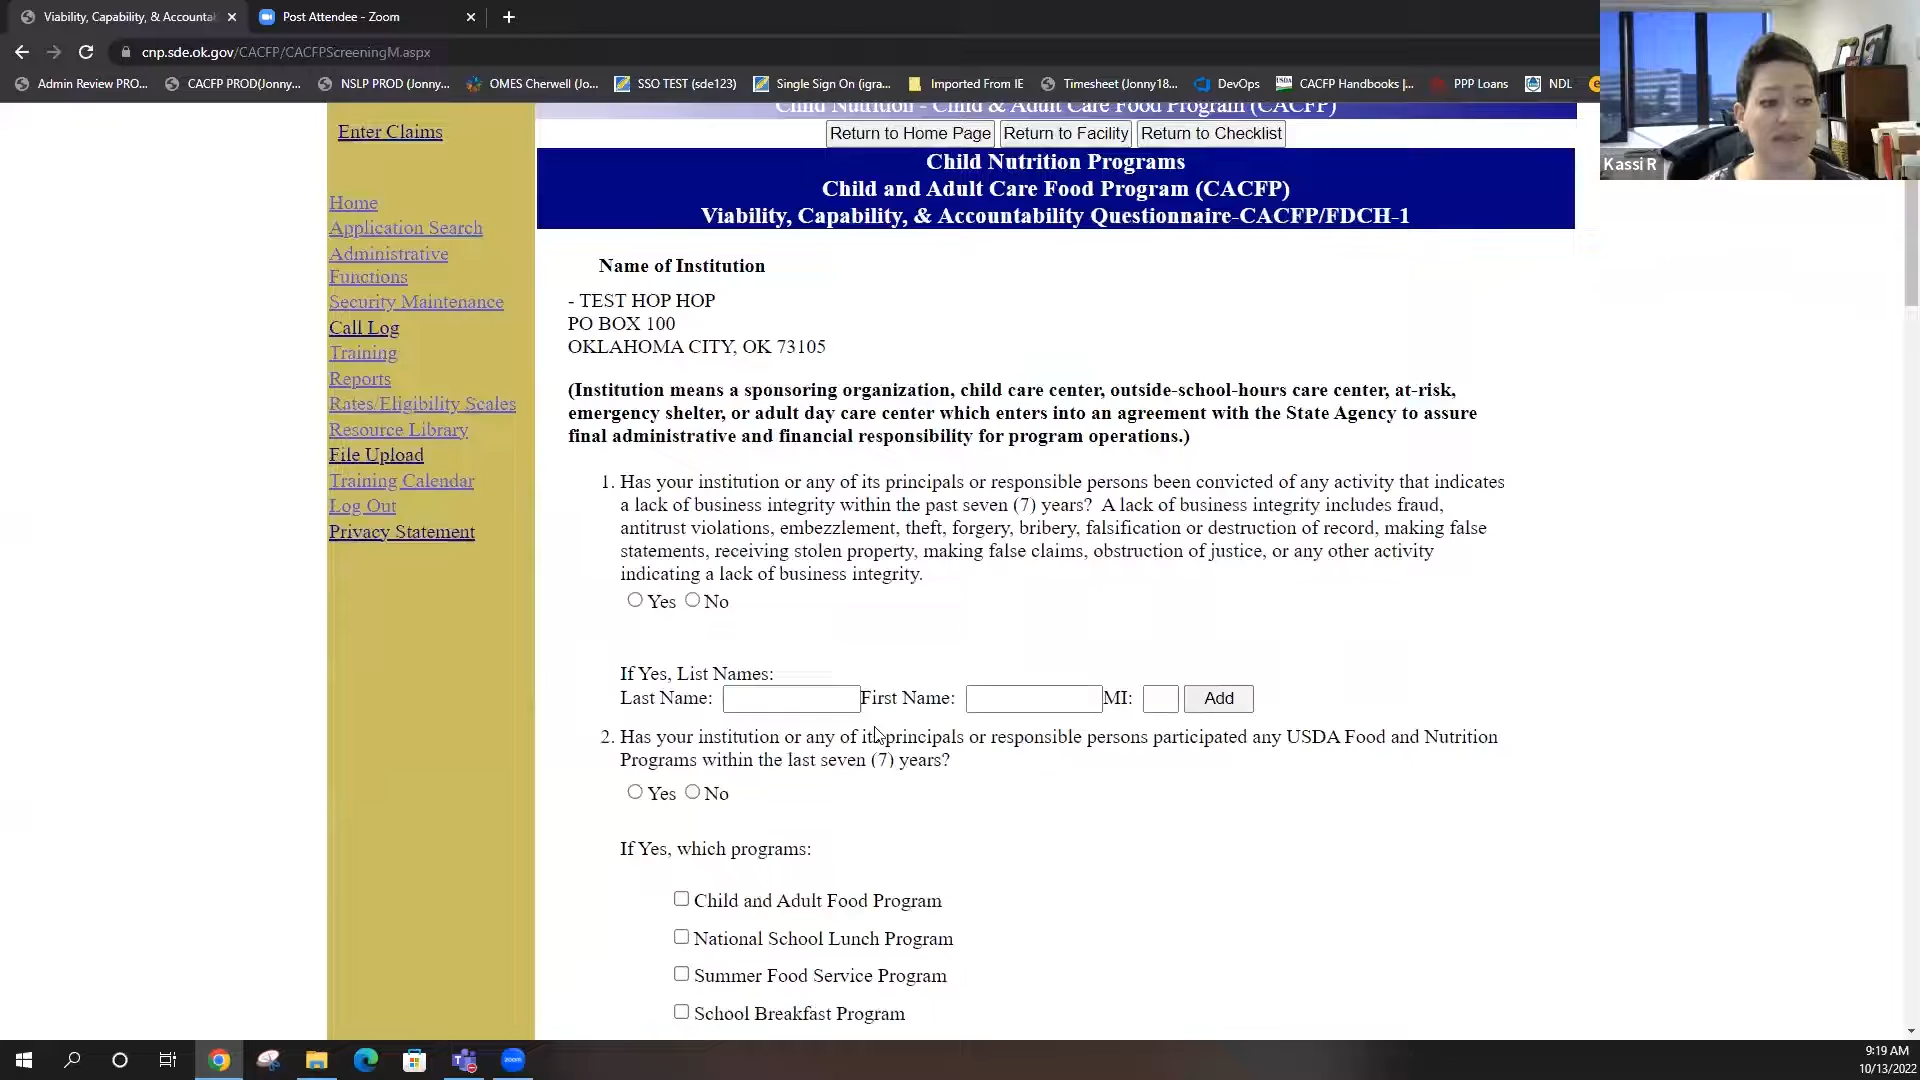 Viability, Capability, & Accounta
Post Attendee - Zoom
cnp.sde.ok.gov/CACFP/CACFPScreeningM.aspx
Admin Review PRO...
CACFP PROD(Jonny...
NSLP PROD (Jonny...
OMES Cherwell (Jo...
SSO TEST (sde123)
Single Sign On (igra...
Imported From IE
Timesheet (Jonny18...
DevOps
CACFP Handbooks |...
PPP Loans
NDL
Kassi R
Enter Claims
Home
Application Search
Administrative
Functions
Security Maintenance
Call Log
Training
Reports
Rates/Eligibility Scales
Resource Library
File Upload
Training Calendar
Log Out
Privacy Statement
Child Nutrition - Child & Adult Care Food Program (CACFP)
Return to Home Page Return to Facility Return to Checklist
Child Nutrition Programs
Child and Adult Care Food Program (CACFP)
Viability, Capability, & Accountability Questionnaire-CACFP/FDCH-1
Name of Institution
- TEST HOP HOP
PO BOX 100
OKLAHOMA CITY, OK 73105
(Institution means a sponsoring organization, child care center, outside-school-hours care center, at-risk,
emergency shelter, or adult day care center which enters into an agreement with the State Agency to assure
final administrative and financial responsibility for program operations.)
1. Has your institution or any of its principals or responsible persons been convicted of any activity that indicates
a lack of business integrity within the past seven (7) years? A lack of business integrity includes fraud,
antitrust violations, embezzlement, theft, forgery, bribery, falsification or destruction of record, making false
statements, receiving stolen property, making false claims, obstruction of justice, or any other activity
indicating a lack of business integrity.
Yes No
If Yes, List Names:
Last Name: First Name: MI: Add
2. Has your institution or any of its principals or responsible persons participated any USDA Food and Nutrition
Programs within the last seven (7) years?
Yes No
If Yes, which programs:
Child and Adult Food Program
National School Lunch Program
Summer Food Service Program
School Breakfast Program
9:19 AM
10/13/2022